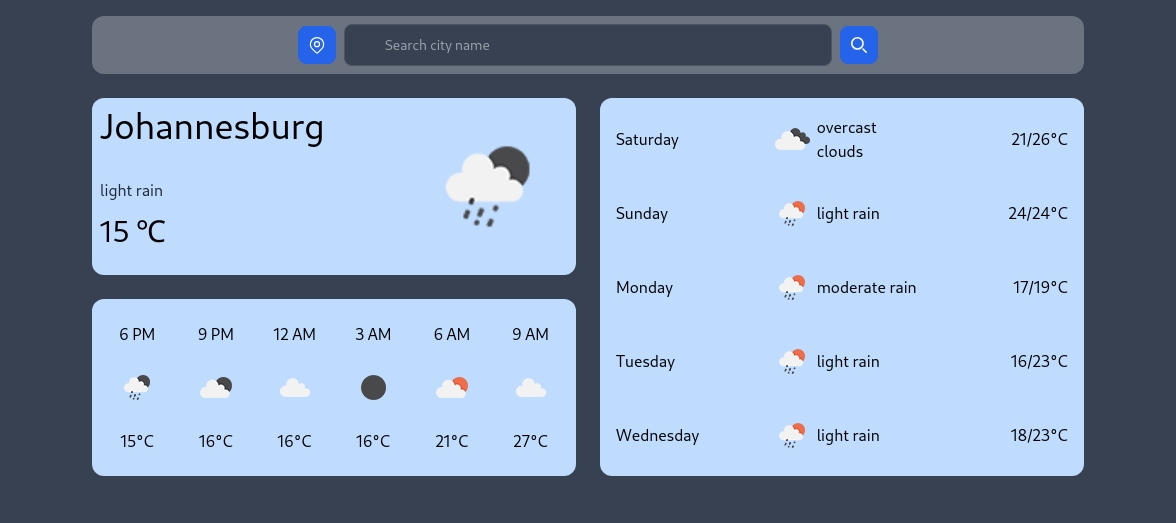 Search city name
Johannesburg
light rain
15 °C
6 PM 9 PM 12 AM 3 AM 6 AM 9 AM
15°C 16°C 16°C 16°C 21°C 27°C
Saturday overcast clouds 21/26°C
Sunday light rain 24/24°C
Monday moderate rain 17/19°C
Tuesday light rain 16/23°C
Wednesday light rain 18/23°C